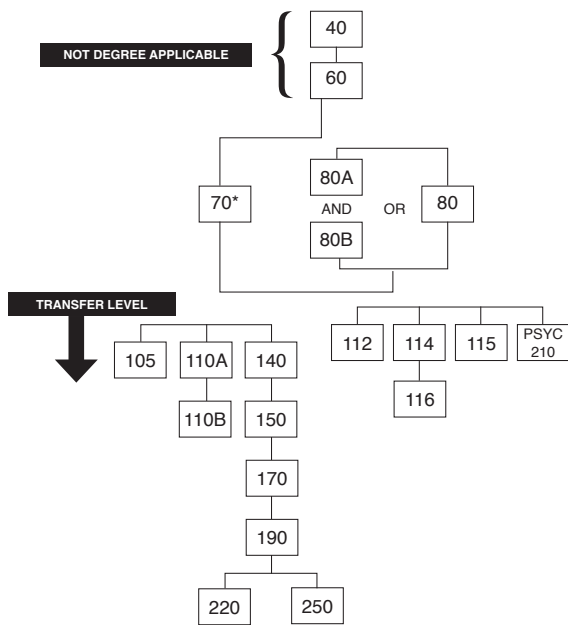 40
NOT DEGREE APPLICABLE
60
70*
80A
AND
80B
OR
80
TRANSFER LEVEL
105
110A
140
112
114
115
PSYC
210
110B
150
116
170
190
220
250